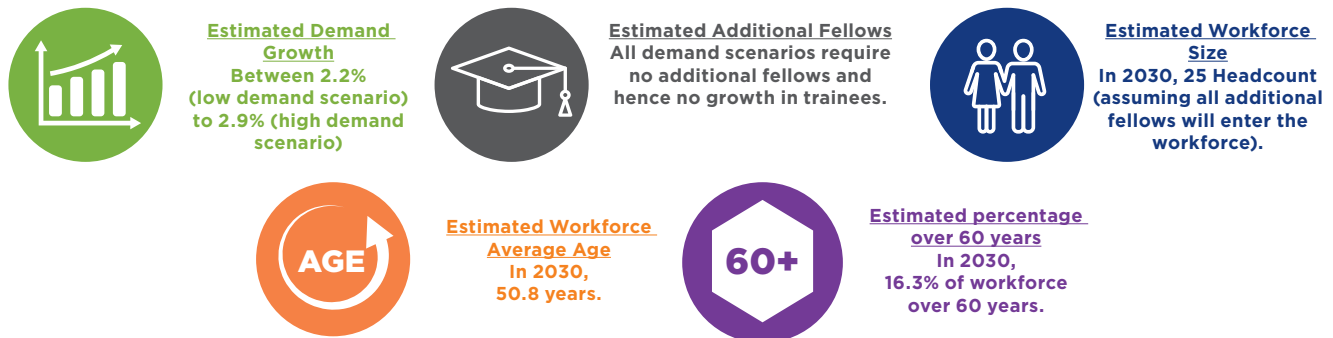 Estimated Demand
Growth
Between 2.2%
(low demand scenario)
to 2.9% (high demand
scenario)
Estimated Additional Fellows
All demand scenarios require
no additional fellows and
hence no growth in trainees.
Estimated Workforce
Size
In 2030, 25 Headcount
(assuming all additional
fellows will enter the
workforce).
AGE
Estimated Workforce
Average Age
In 2030,
50.8 years.
60+
Estimated percentage
over 60 years
In 2030,
16.3% of workforce
over 60 years.